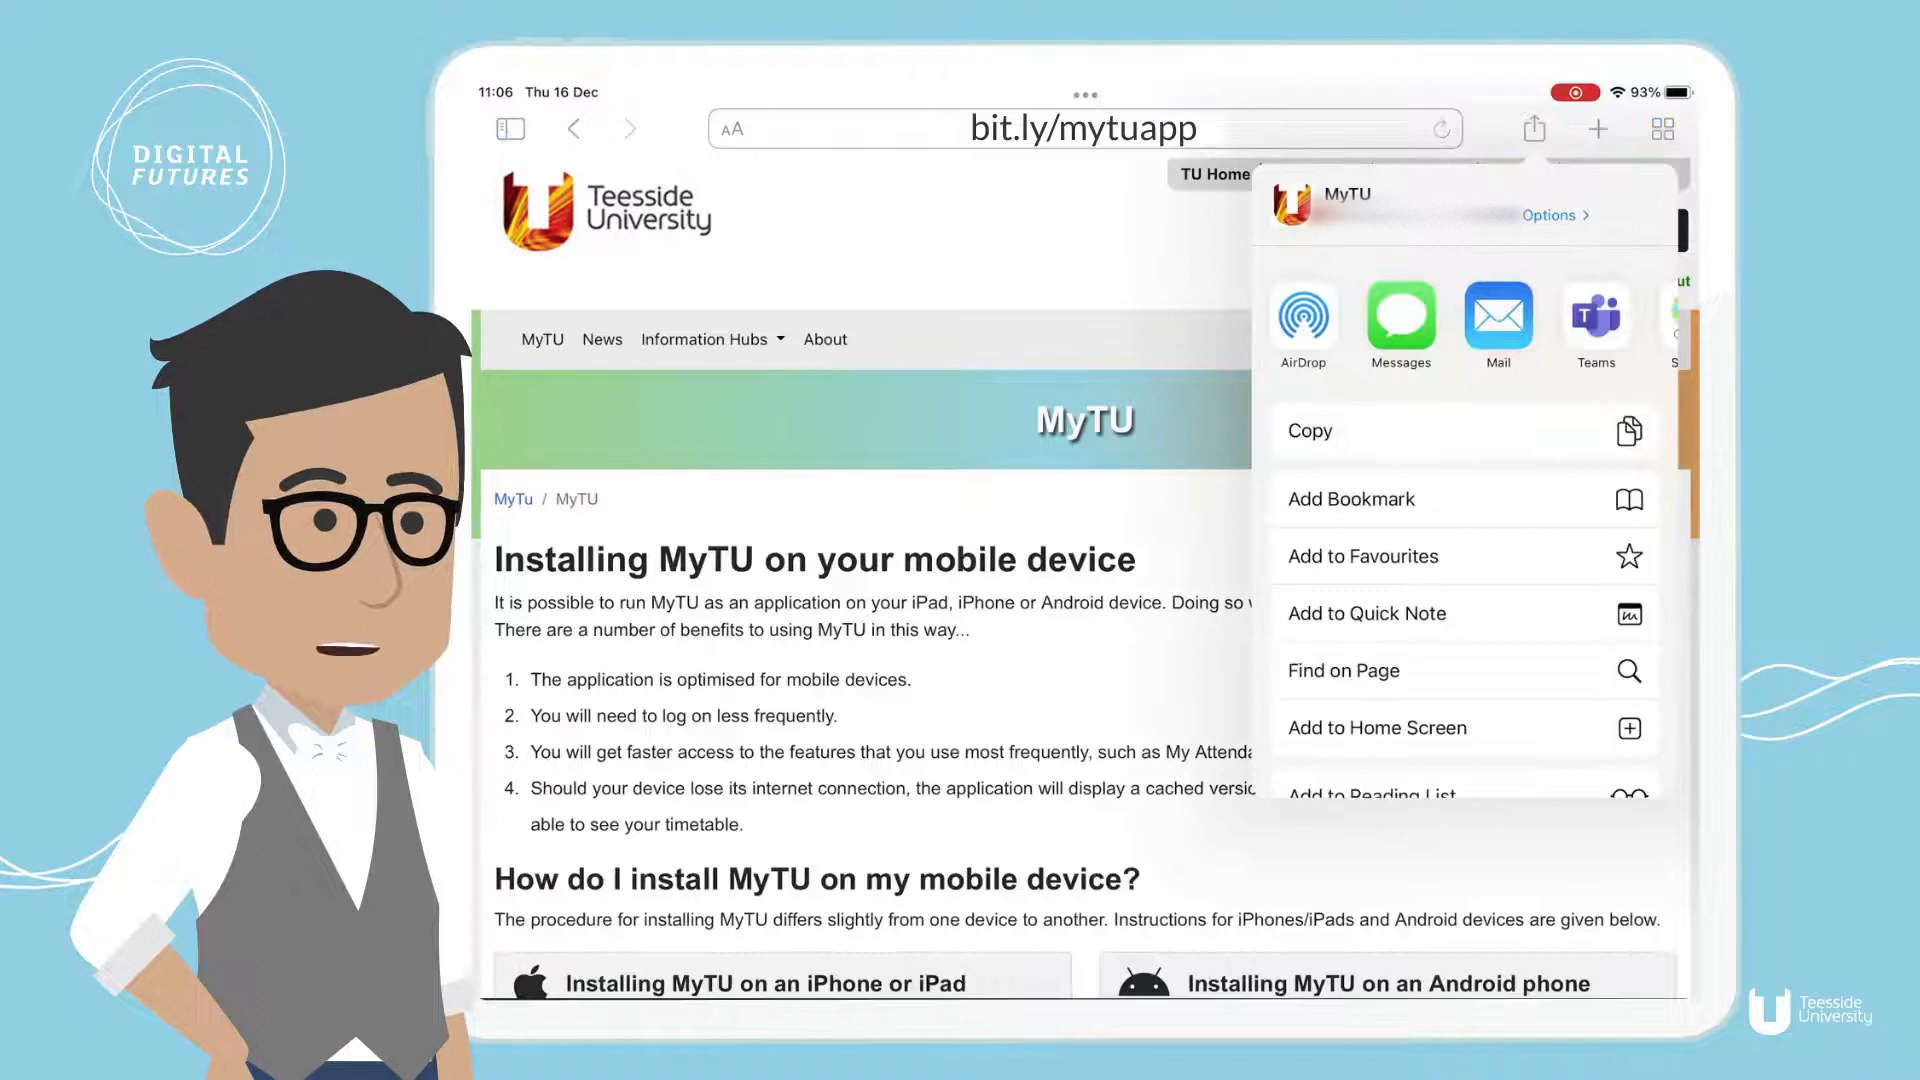 DIGITAL
FUTURES
11:06 Thu 16 Dec
93%
AA
bit.ly/mytuapp
Teesside
University
TU Home
MyTU
Options >
ut
AirDrop
Messages
Mail
Teams
S
MyTU News Information Hubs About
MyTU
Copy
Add Bookmark
Add to Favourites
Add to Quick Note
Find on Page
Add to Home Screen
Add to Reading List
MyTu / MyTU
Installing MyTU on your mobile device
It is possible to run MyTU as an application on your iPad, iPhone or Android device. Doing so
There are a number of benefits to using MyTU in this way...
1. The application is optimised for mobile devices.
2. You will need to log on less frequently.
3. You will get faster access to the features that you use most frequently, such as My Attenda
4. Should your device lose its internet connection, the application will display a cached versio
able to see your timetable.
How do I install MyTU on my mobile device?
The procedure for installing MyTU differs slightly from one device to another. Instructions for iPhones/iPads and Android devices are given below.
Installing MyTU on an iPhone or iPad
Installing MyTU on an Android phone
Teesside
University